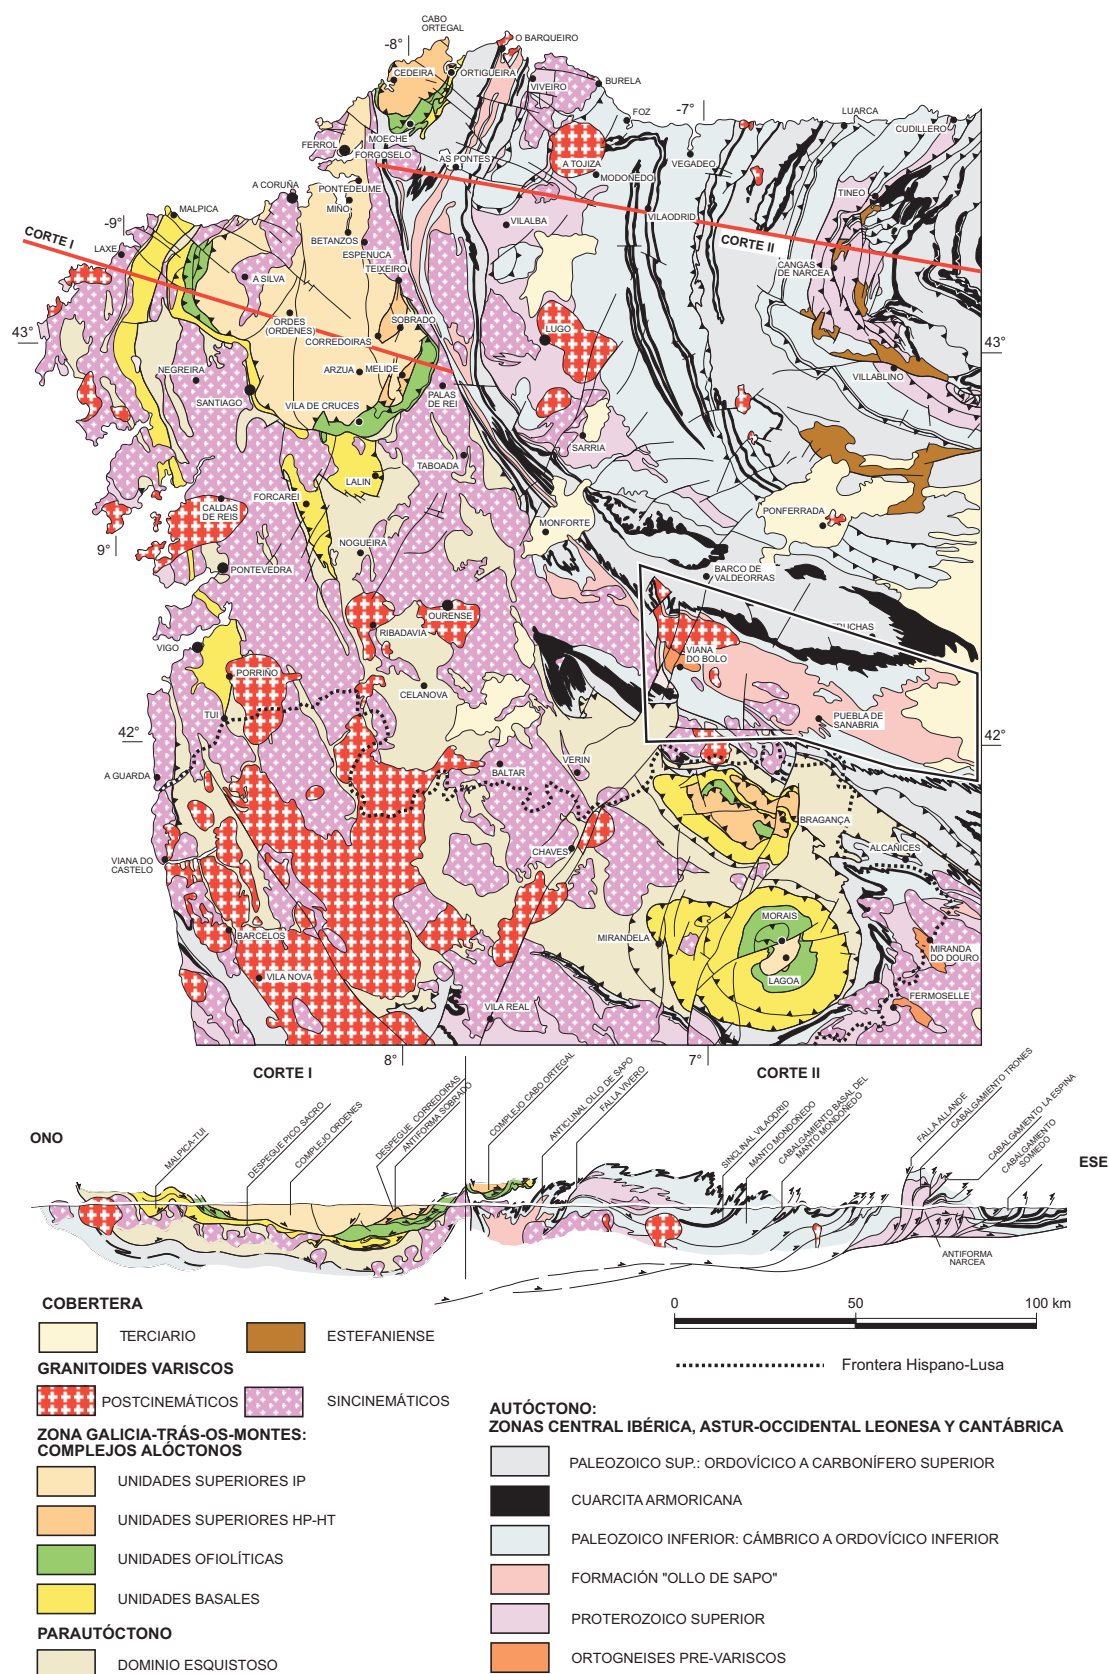 CABO
ORTEGAL
-8°
O BARQUEIRO
CEDEIRA
ORTIGUEIRA
VIVEIRO
BURELA
-7°
FOZ
LUARCA
CUDILLERO
MOECHE
FERROL
FORGOSELO
AS PONTES
A TOJIZA
VEGADEO
MODOÑEDO
A CORUÑA
PONTEDEUME
TINEO
MIÑO
-9°
MALPICA
VILALBA
VILAODRID
CORTE I
BETANZOS
CORTE II
LAXE
ESPENUCA
TEIXEIRO
CANGAS
DE NARCEA
A SILVA
43°
ORDES
(ORDENES)
SOBRADO
CORREDOIRAS
LUGO
43°
NEGREIRA
ARZUA
MELIDE
VILLABLINO
SANTIAGO
VILA DE CRUCES
PALAS
DE REI
SARRIA
TABOADA
LALIN
FORCAREI
CALDAS
DE REIS
MONFORTE
PONFERRADA
9°
NOGUEIRA
PONTEVEDRA
BARCO DE
VALDEORRAS
OURENSE
RIBADAVIA
RUCHAS
VIGO
VIANA
DO BOLO
PORRIÑO
CELANOVA
TUI
PUEBLA DE
SANABRIA
42°
42°
A GUARDA
BALTAR
VERIN
BRAGANÇA
CHAVES
ALCAÑICES
VIANA DO
CASTELO
MORAIS
BARCELOS
MIRANDELA
MIRANDA
DO DOURO
VILA NOVA
LAGOA
FERMOSELLE
VILA REAL
8°
7°
CORTE I
CORTE II
ONO
MALPICA-TUI
DESPEGUE PICO SACRO
COMPLEJO ORDENES
DESPEGUE CORREDOIRAS
ANTIFORMA SOBRADO
COMPLEJO CABO ORTEGAL
ANTICLINAL OLLO DE SAPO
FALLA VIVERO
SINCLINAL VILAODRID
MANTO MONDOÑEDO
CABALGAMIENTO BASAL DEL
MANTO MONDOÑEDO
FALLA ALLANDE
CABALGAMIENTO TRONES
CABALGAMIENTO LA ESPINA
CABALGAMIENTO
SOMIEDO
ESE
ANTIFORMA
NARCEA
COBERTERA
TERCIARIO
ESTEFANIENSE
0
50
100 km
Frontera Hispano-Lusa
GRANITOIDES VARISCOS
POSTCINEMÁTICOS
SINCINEMÁTICOS
ZONA GALICIA-TRÁS-OS-MONTES:
COMPLEJOS ALÓCTONOS
UNIDADES SUPERIORES IP
UNIDADES SUPERIORES HP-HT
UNIDADES OFIOLÍTICAS
UNIDADES BASALES
PARAUTÓCTONO
DOMINIO ESQUISTOSO
AUTÓCTONO:
ZONAS CENTRAL IBÉRICA, ASTUR-OCCIDENTAL LEONESA Y CANTÁBRICA
PALEOZOICO SUP.: ORDOVÍCICO A CARBONÍFERO SUPERIOR
CUARCITA ARMORICANA
PALEOZOICO INFERIOR: CÁMBRICO A ORDOVÍCICO INFERIOR
FORMACIÓN "OLLO DE SAPO"
PROTEROZOICO SUPERIOR
ORTOGNEISES PRE-VARISCOS